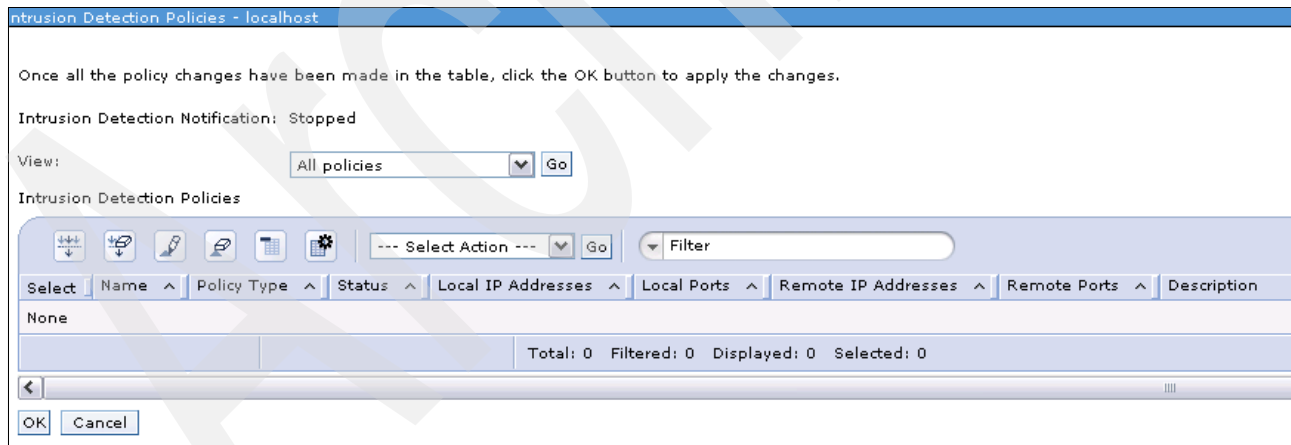 ntrusion Detection Policies - localhost
Once all the policy changes have been made in the table, click the OK button to apply the changes.
Intrusion Detection Notification: Stopped
View: All policies Go
Intrusion Detection Policies
--- Select Action --- Go Filter
Select Name Policy Type Status Local IP Addresses Local Ports Remote IP Addresses Remote Ports Description
None
Total: 0 Filtered: 0 Displayed: 0 Selected: 0
OK Cancel